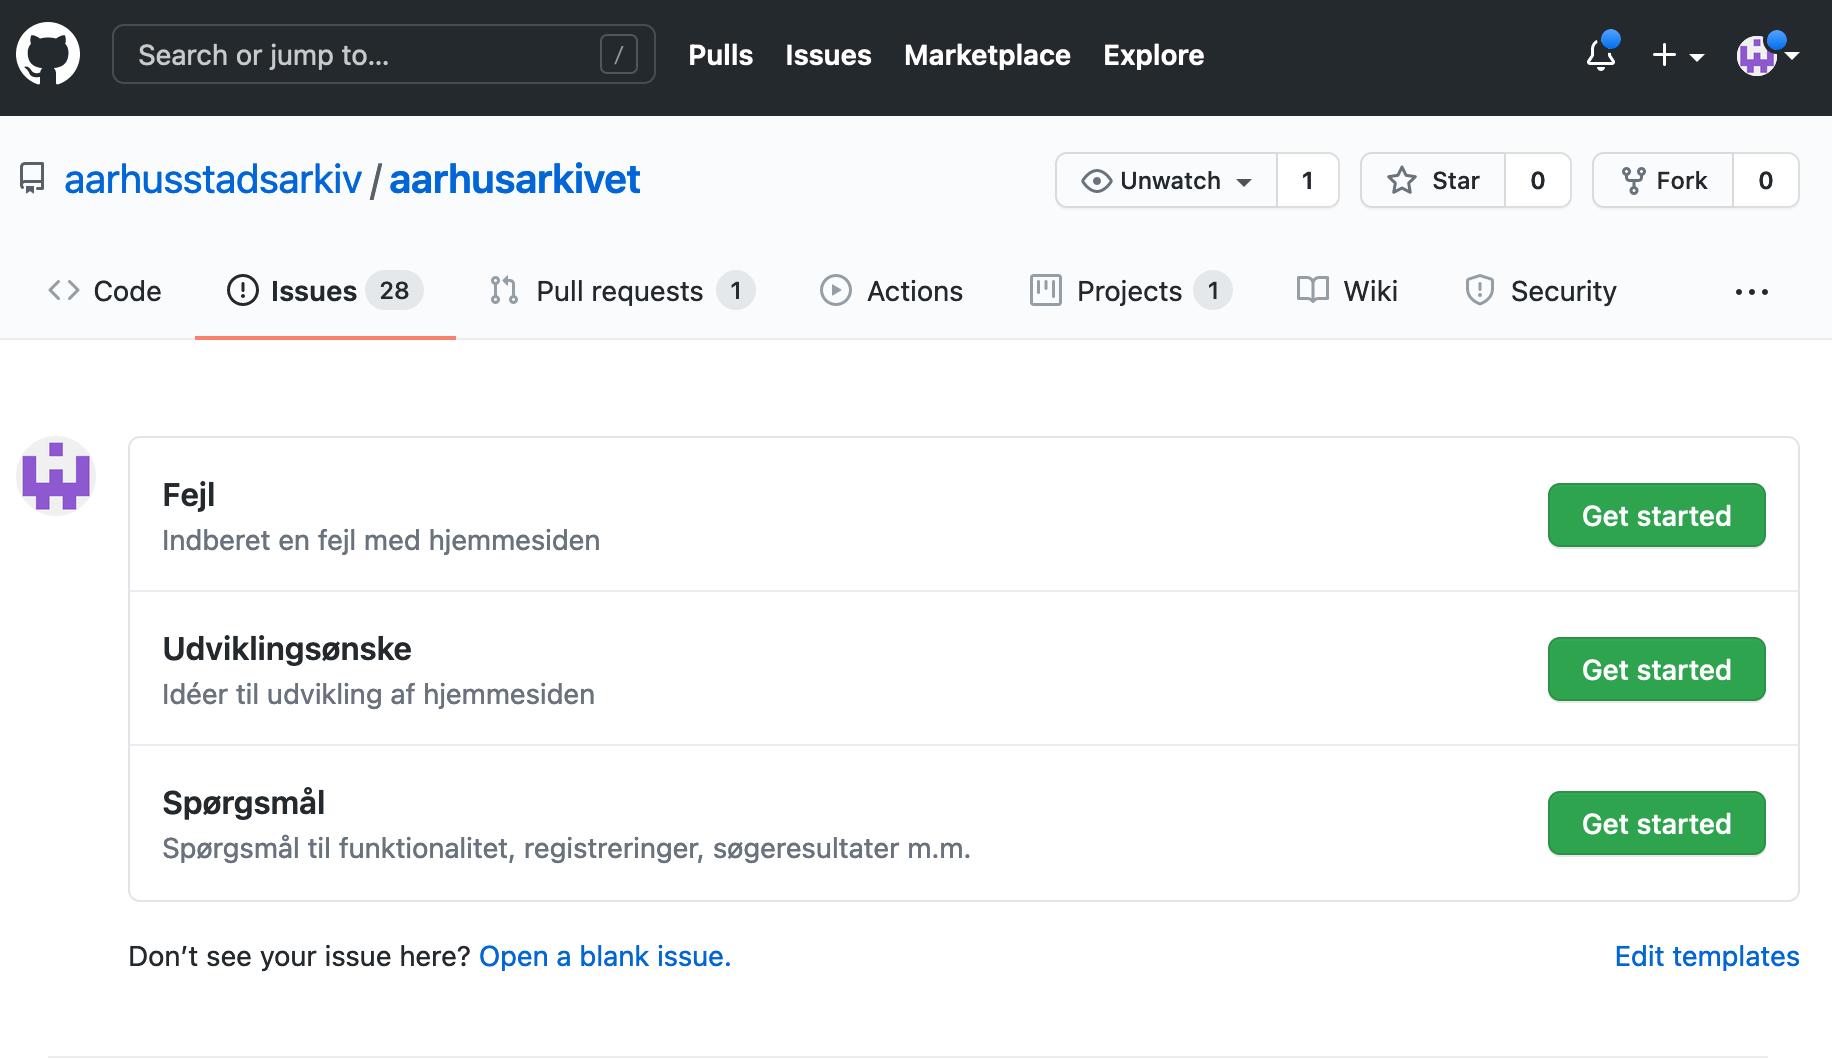 Search or jump to... /
Pulls Issues Marketplace Explore
aarhusstadsarkiv / aarhusarkivet
Unwatch 1 Star 0 Fork 0
Code Issues 28 Pull requests 1 Actions Projects 1 Wiki Security
Fejl
Indberet en fejl med hjemmesiden
Get started
Udviklingsønske
Idéer til udvikling af hjemmesiden
Get started
Spørgsmål
Spørgsmål til funktionalitet, registreringer, søgeresultater m.m.
Get started
Don’t see your issue here? Open a blank issue.
Edit templates